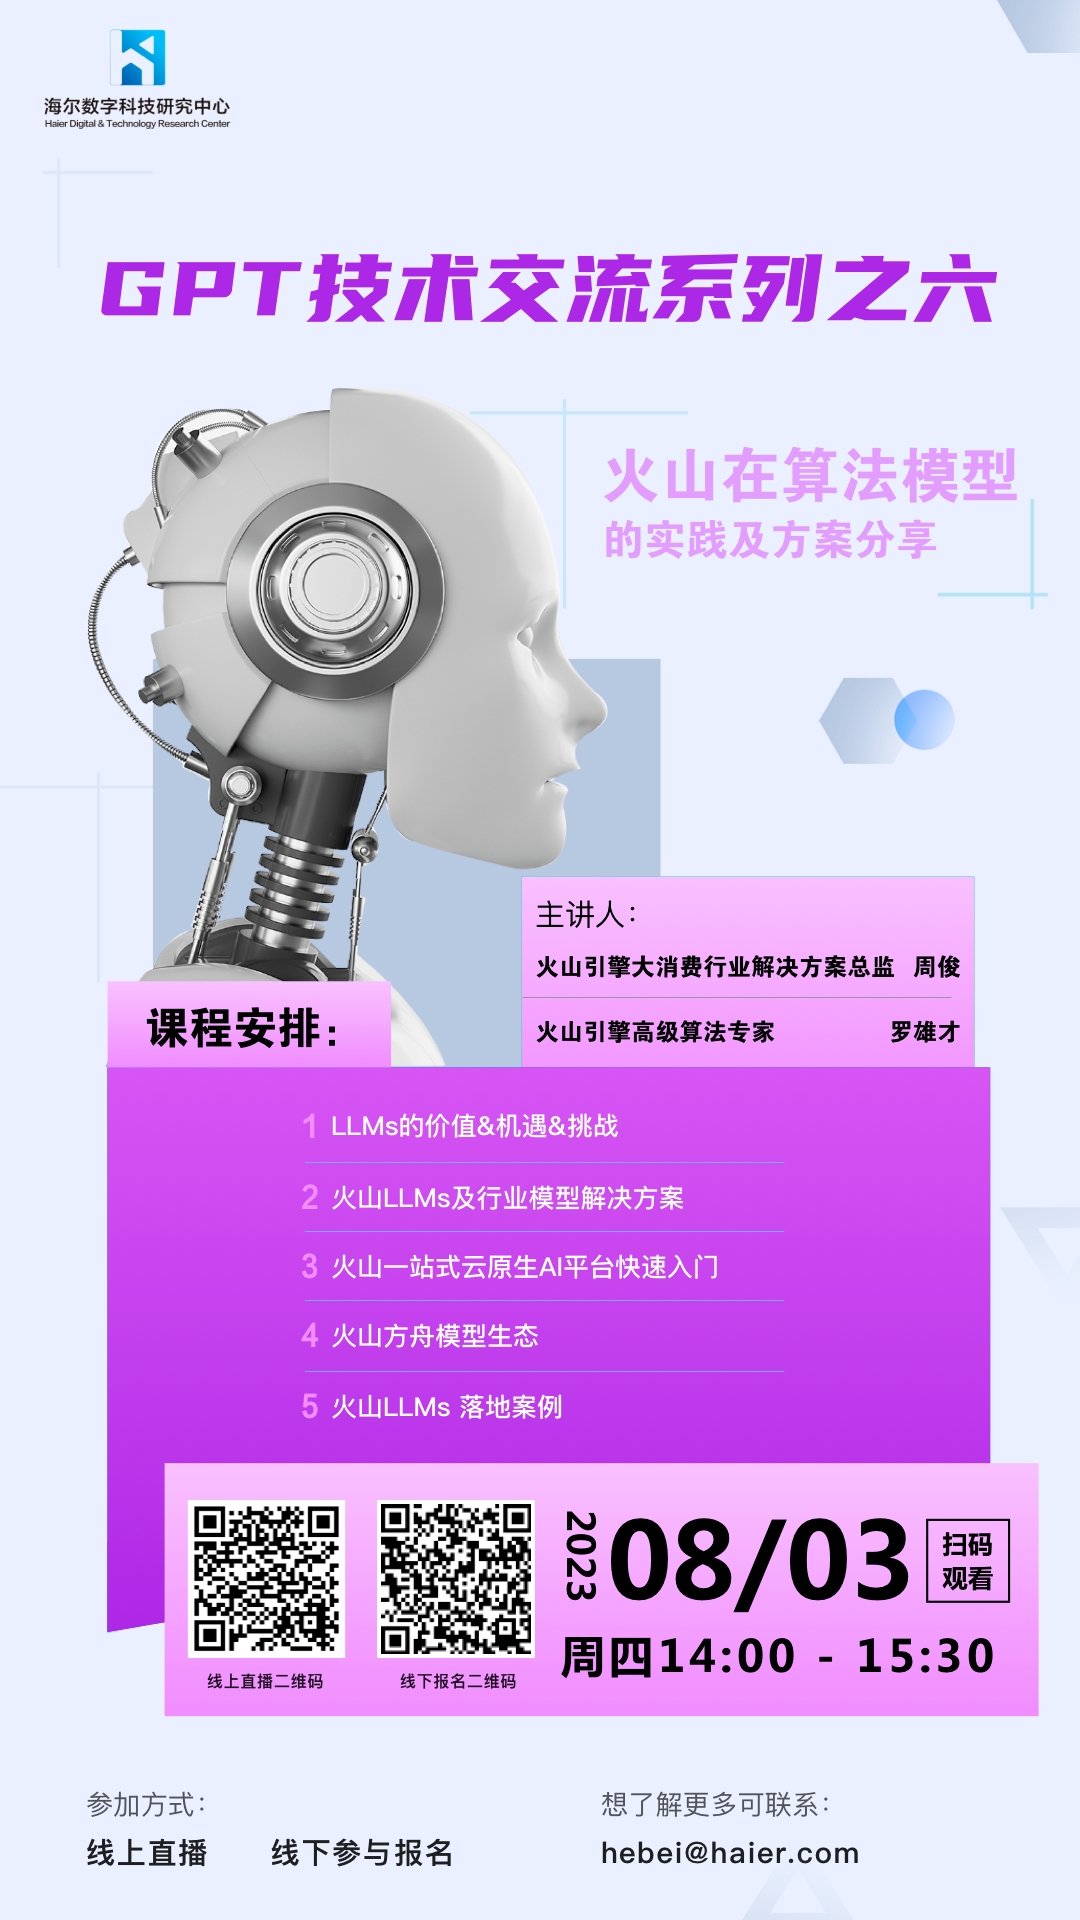 海尔数字科技研究中心
Haier Digital & Technology Research Center
GPT技术交流系列之六
火山在算法模型
的实践及方案分享
主讲人：
火山引擎大消费行业解决方案总监 周俊
火山引擎高级算法专家 罗雄才
课程安排：
1 LLMs的价值&机遇&挑战
2 火山LLMs及行业模型解决方案
3 火山一站式云原生AI平台快速入门
4 火山方舟模型生态
5 火山LLMs 落地案例
线上直播二维码
线下报名二维码
2023
08/03
扫码
观看
周四14:00 - 15:30
参加方式：
线上直播 线下参与报名
想了解更多可联系：
hebei@haier.com